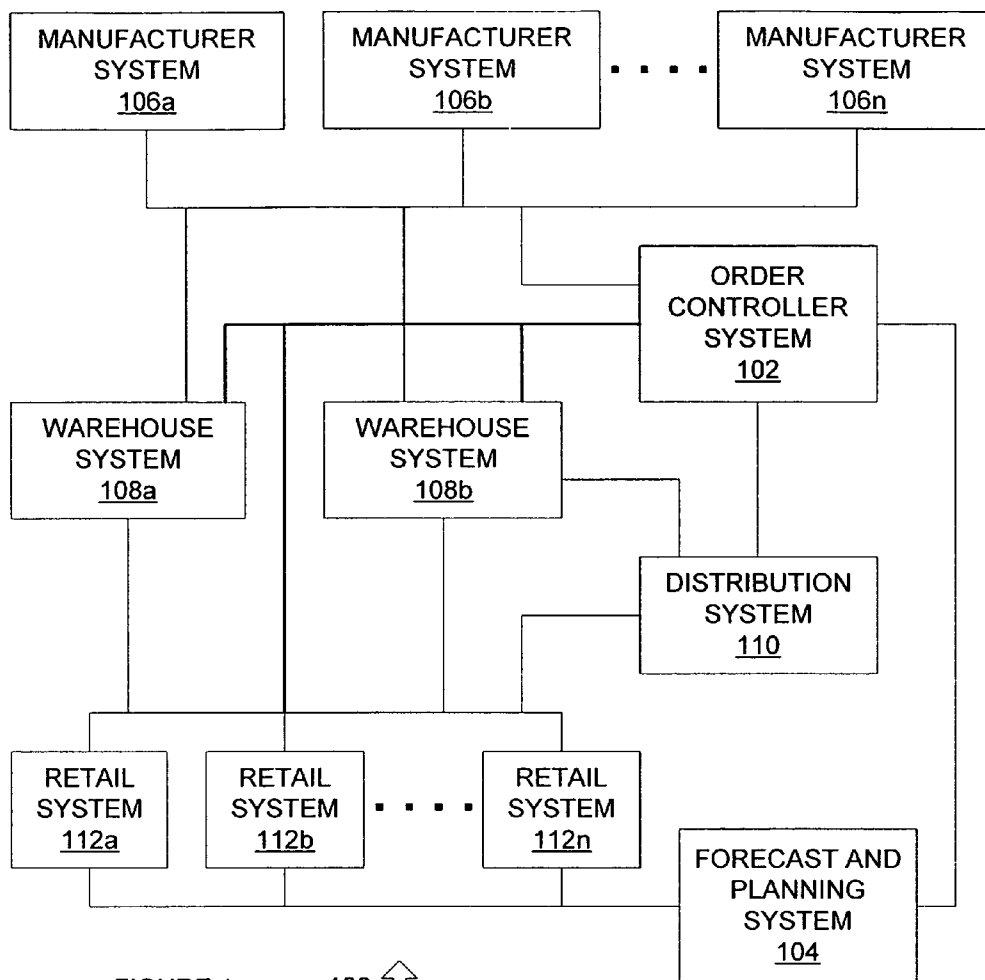 MANUFACTURER
SYSTEM
106a
MANUFACTURER
SYSTEM
106b
MANUFACTURER
SYSTEM
106n
ORDER
CONTROLLER
SYSTEM
102
WAREHOUSE
SYSTEM
108a
WAREHOUSE
SYSTEM
108b
DISTRIBUTION
SYSTEM
110
RETAIL
SYSTEM
112a
RETAIL
SYSTEM
112b
RETAIL
SYSTEM
112n
FORECAST AND
PLANNING
SYSTEM
104